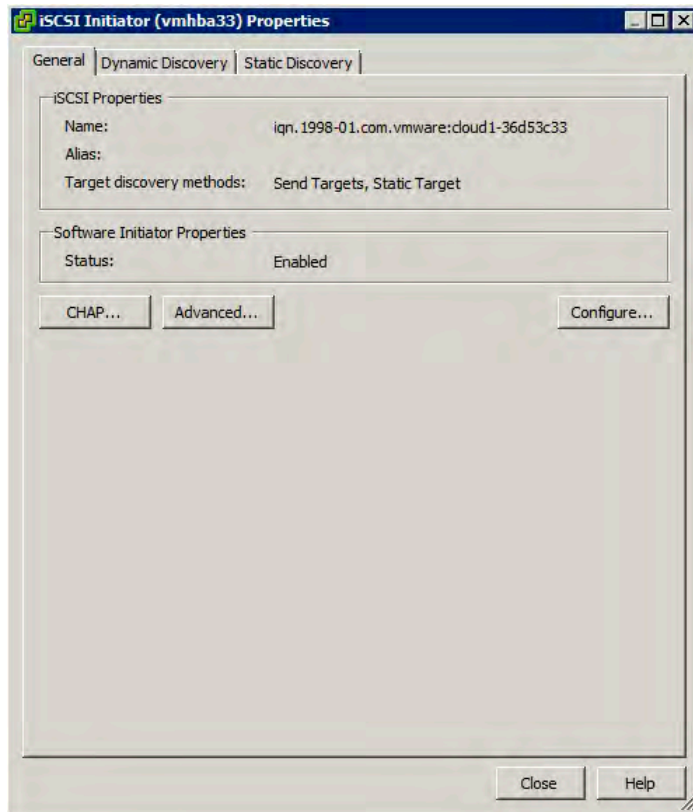 iSCSI Initiator (vmhba33) Properties
General Dynamic Discovery Static Discovery
iSCSI Properties
Name: iqn.1998-01.com.vmware:cloud1-36d53c33
Alias:
Target discovery methods: Send Targets, Static Target
Software Initiator Properties
Status: Enabled
CHAP... Advanced... Configure...
Close Help